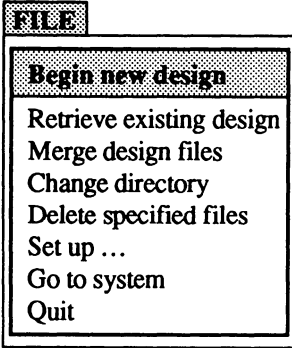 FILE
Begin new design
Retrieve existing design
Merge design files
Change directory
Delete specified files
Set up ...
Go to system
Quit